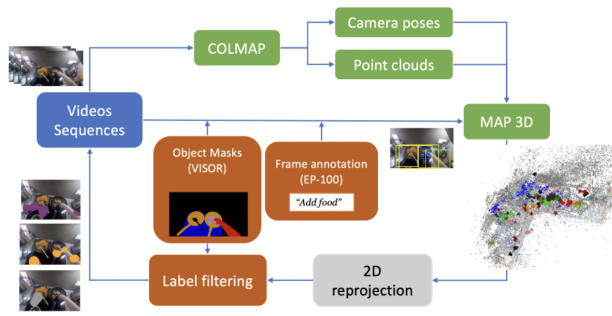 Camera poses
COLMAP
Point clouds
Videos
Sequences
MAP 3D
Object Masks
(VISOR)
Frame annotation
(EP-100)
"Add food"
Label filtering
2D
reprojection